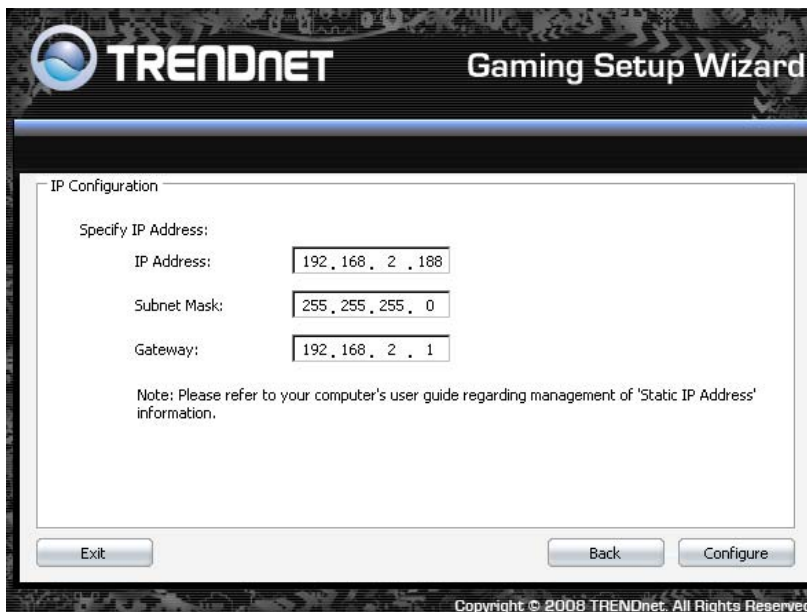 TRENDNET
Gaming Setup Wizard
IP Configuration
Specify IP Address:
IP Address: 192.168. 2 .188
Subnet Mask: 255.255.255. 0
Gateway: 192.168. 2 . 1
Note: Please refer to your computer's user guide regarding management of 'Static IP Address'
information.
Exit Back Configure
Copyright © 2008 TRENDnet. All Rights Reserve